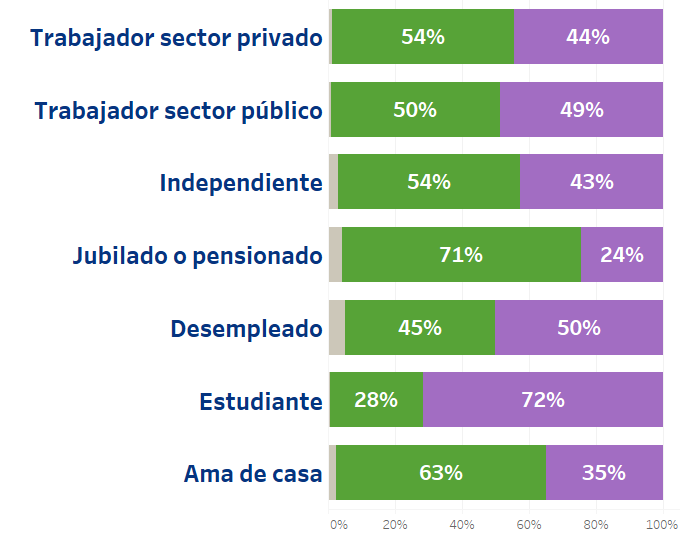 Trabajador sector privado 54% 44%
Trabajador sector público 50% 49%
Independiente 54% 43%
Jubilado o pensionado 71% 24%
Desempleado 45% 50%
Estudiante 28% 72%
Ama de casa 63% 35%
0% 20% 40% 60% 80% 100%